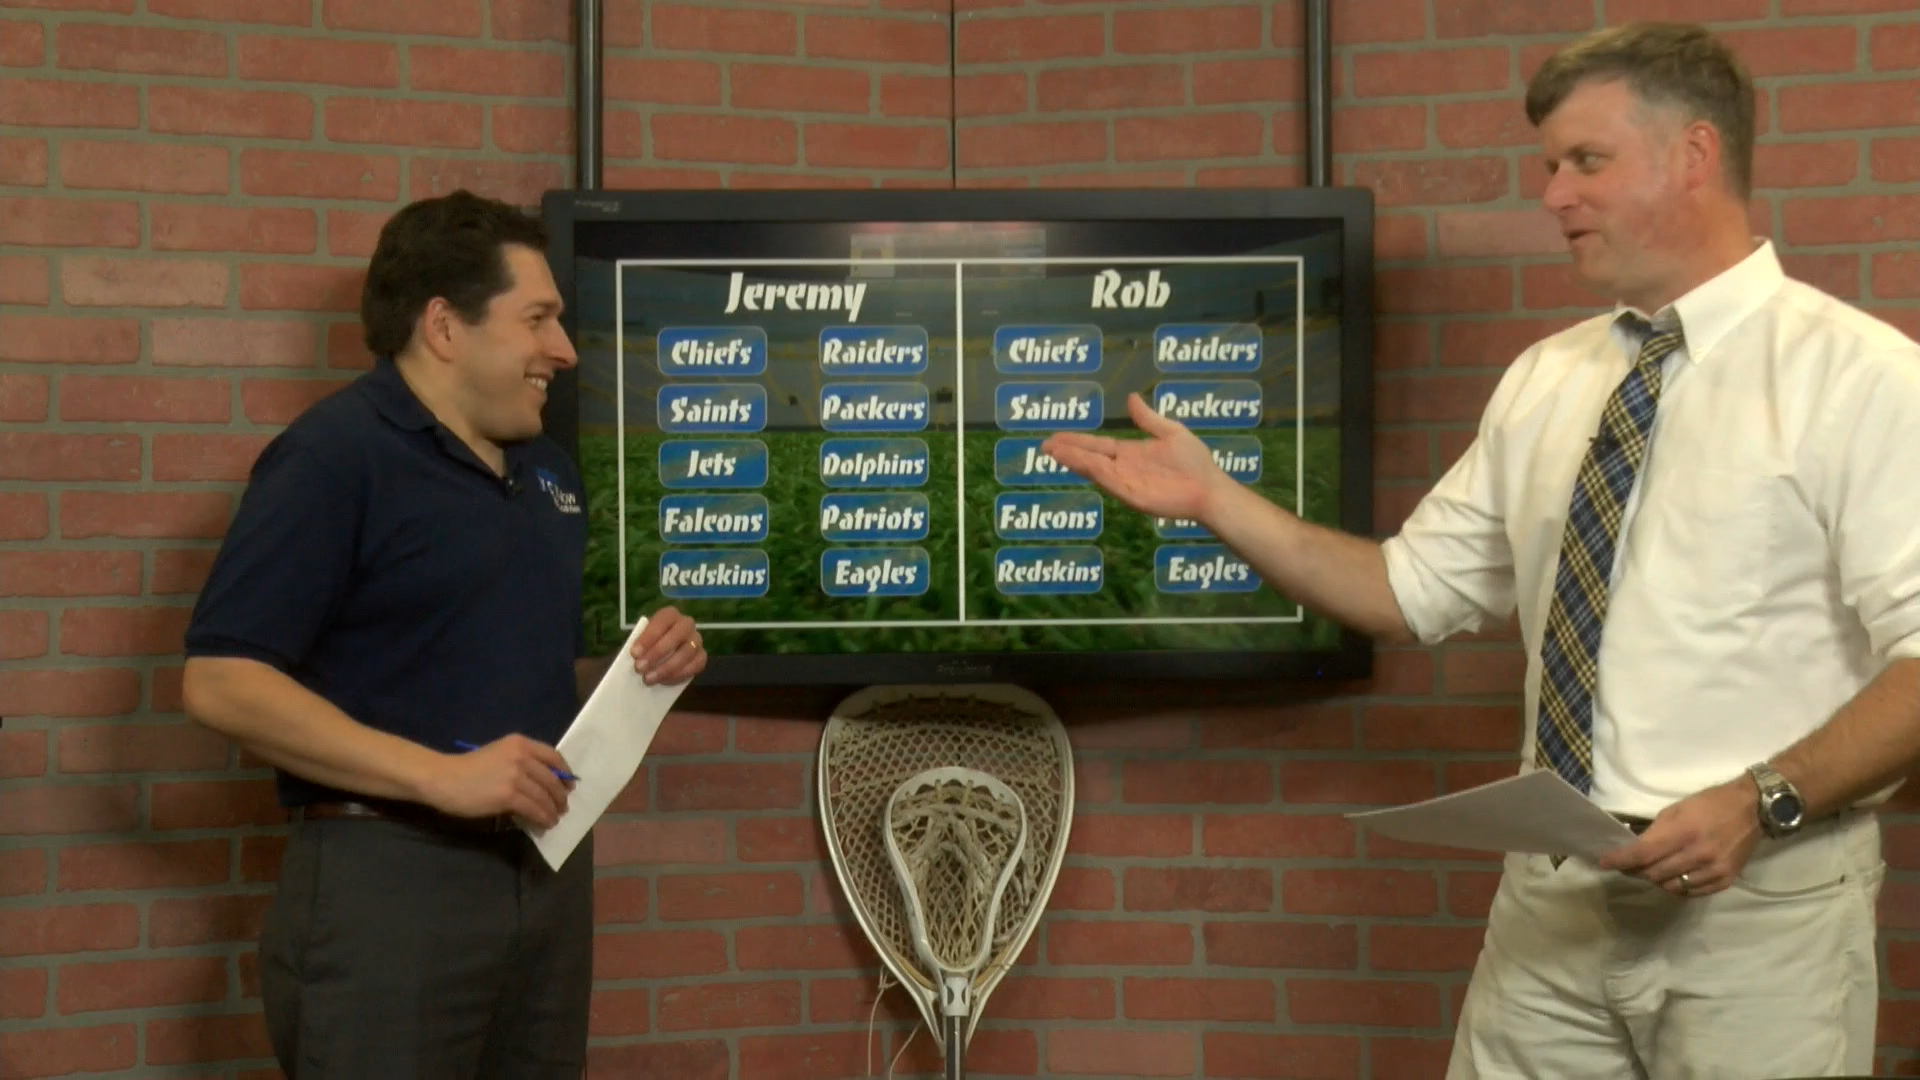 Jeremy
Rob
Chiefs Raiders
Saints Packers
Jets Dolphins
Falcons Patriots
Redskins Eagles
Chiefs Raiders
Saints Packers
Falcons
Redskins Eagles